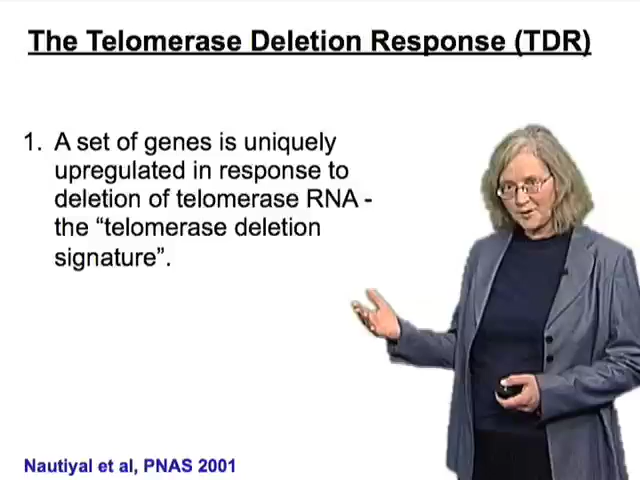 The Telomerase Deletion Response (TDR)
1. A set of genes is uniquely
upregulated in response to
deletion of telomerase RNA -
the “telomerase deletion
signature”.
Nautiyal et al, PNAS 2001